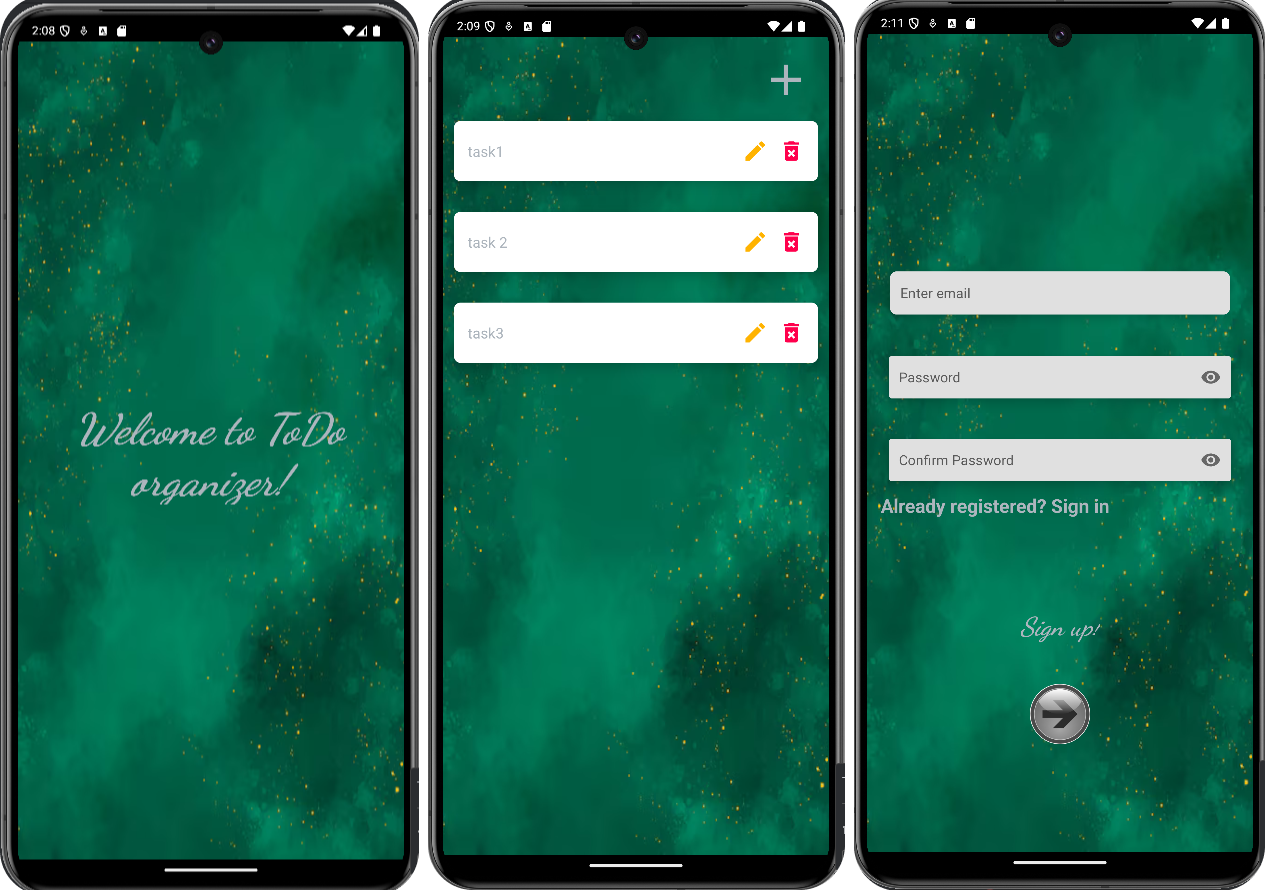 2:08
Welcome to ToDo
organizer!
2:09
task1
task 2
task3
2:11
Enter email
Password
Confirm Password
Already registered? Sign in
Sign up!